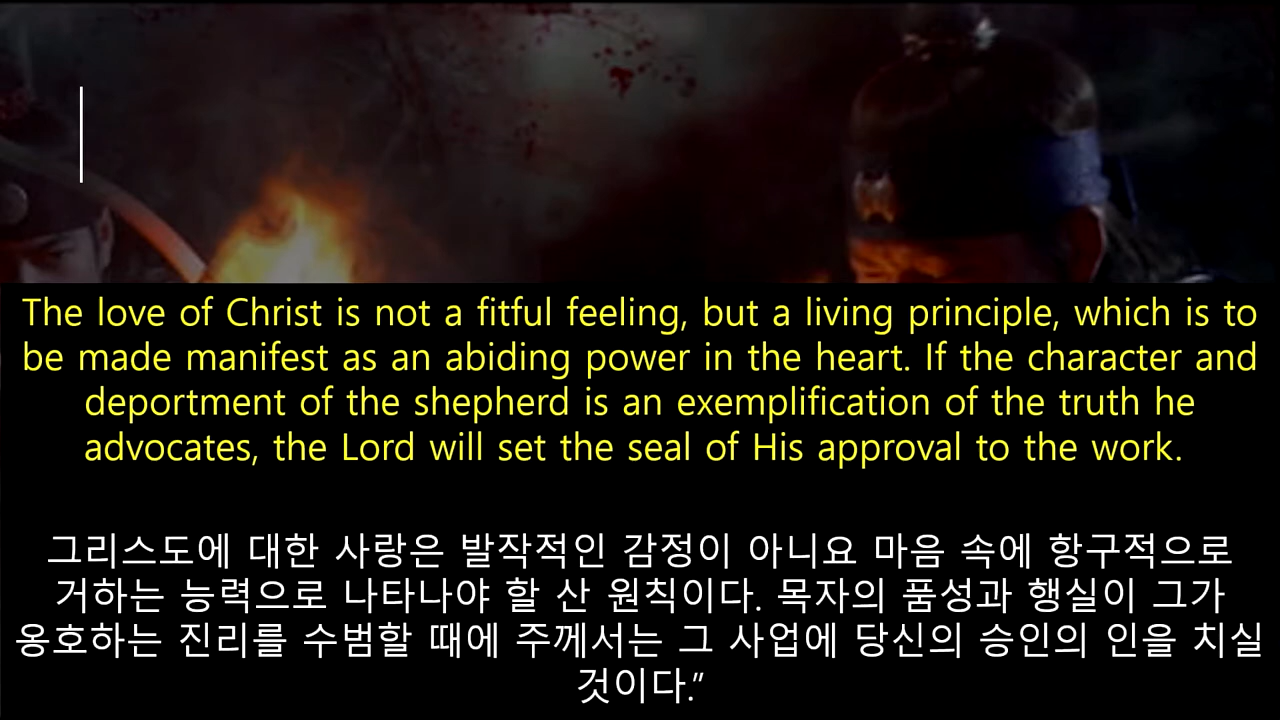 The love of Christ is not a fitful feeling, but a living principle, which is to
be made manifest as an abiding power in the heart. If the character and
deportment of the shepherd is an exemplification of the truth he
advocates, the Lord will set the seal of His approval to the work.
그리스도에 대한 사랑은 발작적인 감정이 아니요 마음 속에 항구적으로
거하는 능력으로 나타나야 할 산 원칙이다. 목자의 품성과 행실이 그가
옹호하는 진리를 수범할 때에 주께서는 그 사업에 당신의 승인의 인을 치실
것이다.”